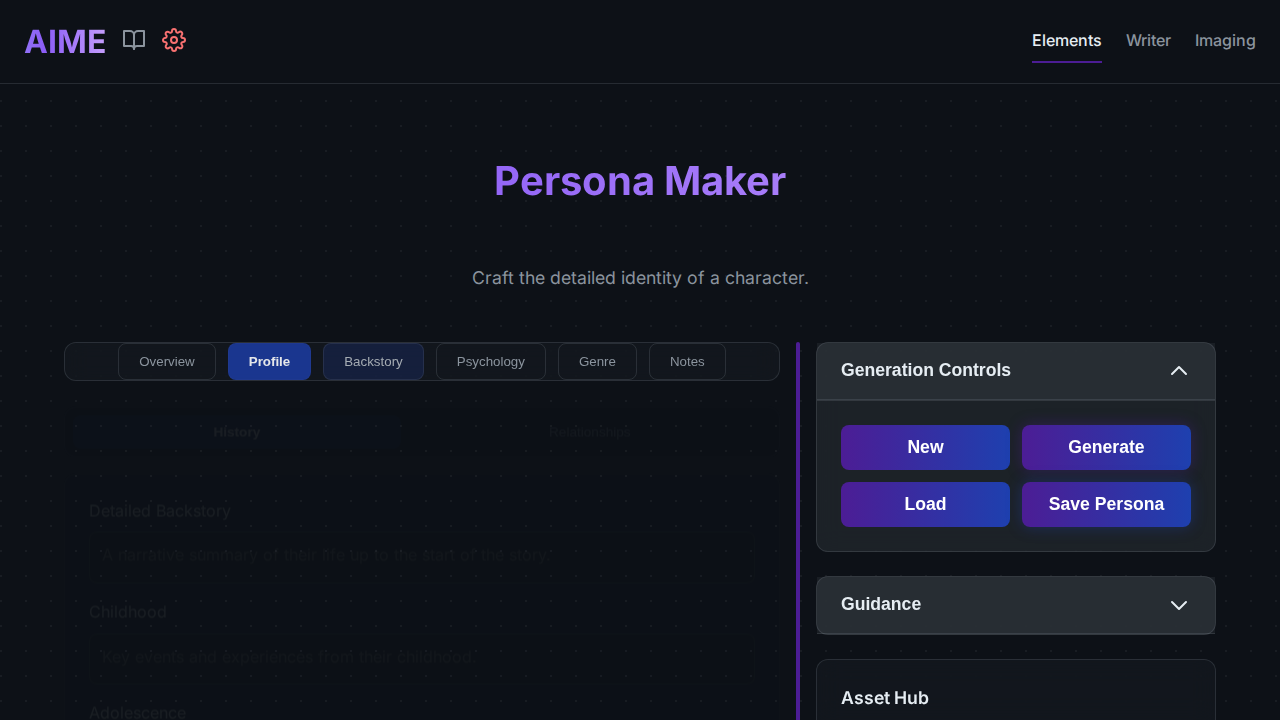 AIME
Elements
Writer
Imaging
Persona Maker
Craft the detailed identity of a character.
Overview
Profile
Backstory
Psychology
Genre
Notes
History
Relationships
Detailed Backstory
A narrative summary of their life up to the start of the story.
Childhood
Key events and experiences from their childhood.
Adolescence
Generation Controls
New
Generate
Load
Save Persona
Guidance
Asset Hub